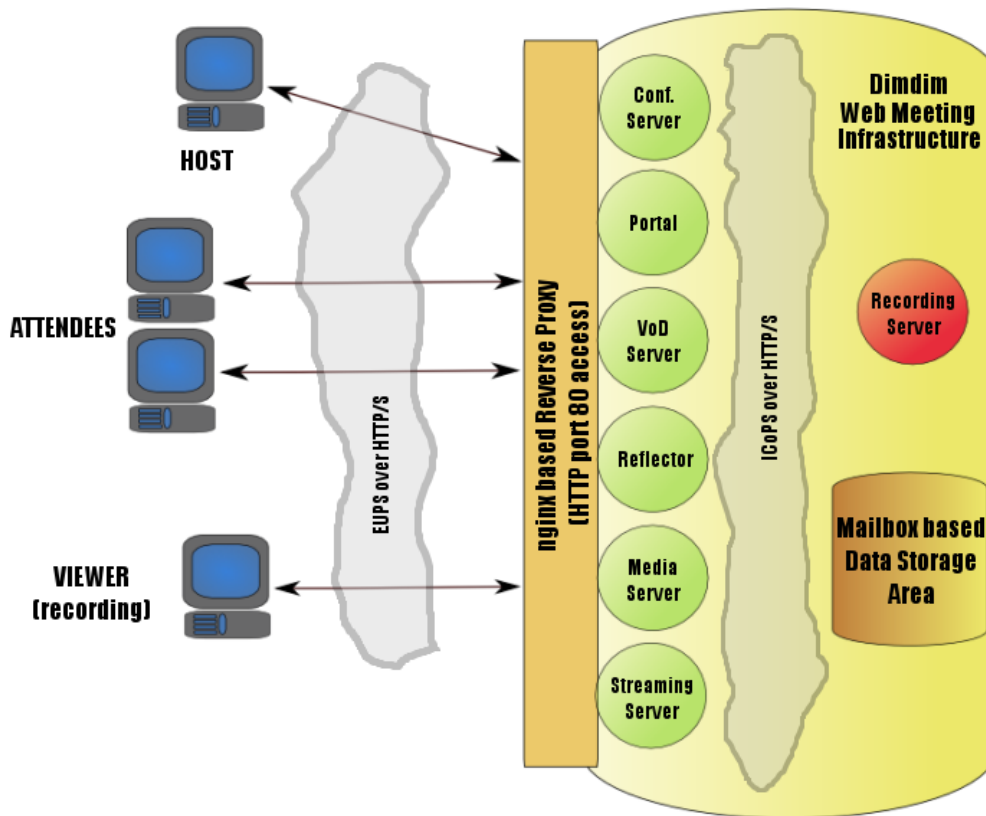 HOST
ATTENDEES
VIEWER
(recording)
EUPS over HTTP/S
nginx based Reverse Proxy
(HTTP port 80 access)
Conf.
Server
Portal
VoD
Server
Reflector
Media
Server
Streaming
Server
ICoPS over HTTP/S
Dimdim
Web Meeting
Infrastructure
Recording
Server
Mailbox based
Data Storage
Area